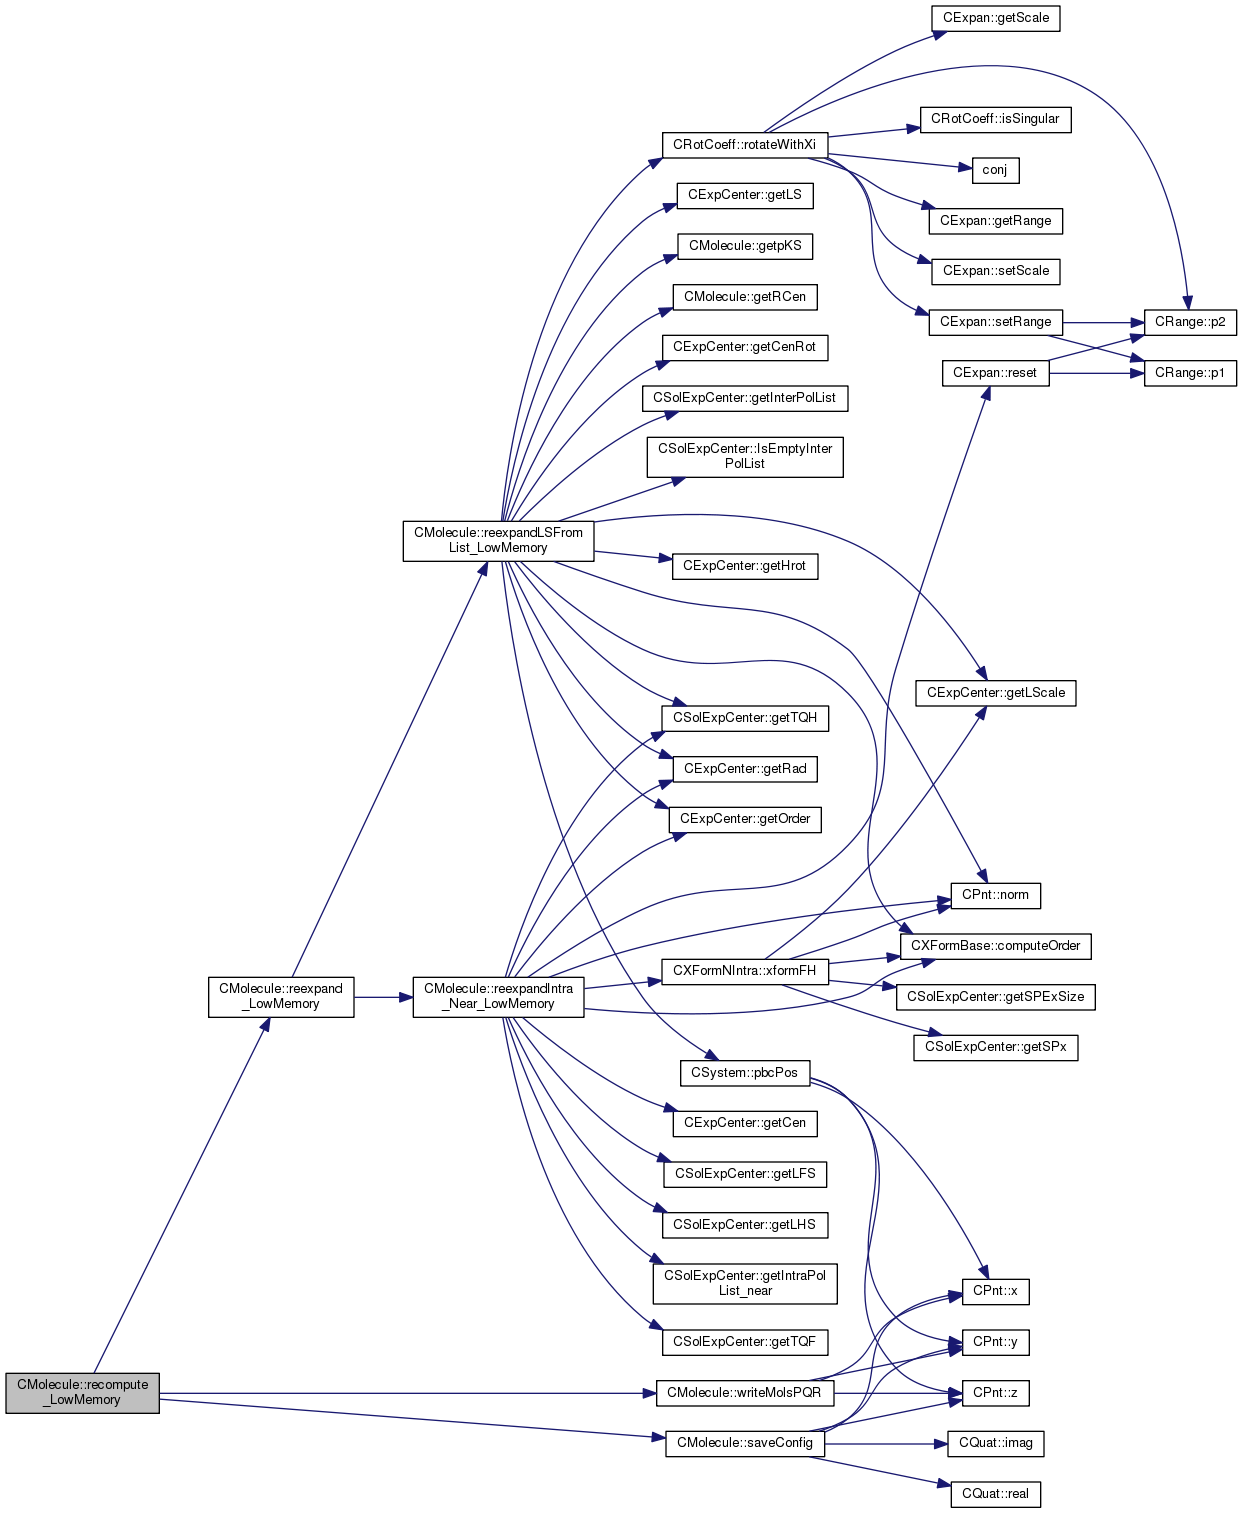 CExpan::getScale
CRotCoeff::isSingular
CRotCoeff::rotateWithXi
conj
CExpCenter::getLS
CExpan::getRange
CMolecule::getpKS
CExpan::setScale
CMolecule::getRCen
CExpan::setRange
CRange::p2
CExpCenter::getCenRot
CExpan::reset
CRange::p1
CSolExpCenter::getInterPolList
CSolExpCenter::IsEmptyInter
PolList
CMolecule::reexpandLSFrom
List_LowMemory
CExpCenter::getHrot
CExpCenter::getLScale
CSolExpCenter::getTQH
CExpCenter::getRad
CExpCenter::getOrder
CPnt::norm
CXFormBase::computeOrder
CXFormNIntra::xformFH
CMolecule::reexpand
_LowMemory
CMolecule::reexpandIntra
_Near_LowMemory
CSolExpCenter::getSPExSize
CSolExpCenter::getSPx
CSystem::pbcPos
CExpCenter::getCen
CSolExpCenter::getLFS
CSolExpCenter::getLHS
CSolExpCenter::getIntraPol
List_near
CPnt::x
CSolExpCenter::getTQF
CPnt::y
CMolecule::recompute
_LowMemory
CMolecule::writeMolsPQR
CPnt::z
CMolecule::saveConfig
CQuat::imag
CQuat::real